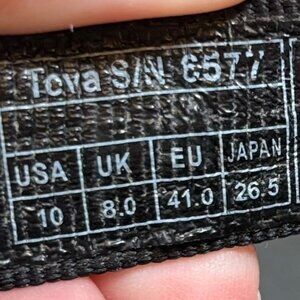 Teva S/N 6577
USA UK EU JAPAN
10 8.0 41.0 26.5